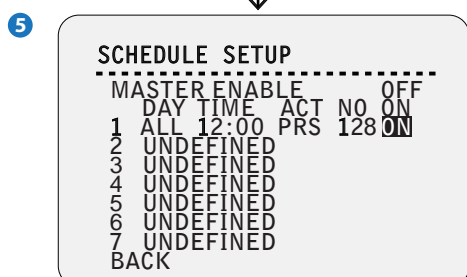 5
SCHEDULE SETUP
MASTER ENABLE OFF
DAY TIME ACT NO ON
1 ALL 12:00 PRS 128 ON
2 UNDEFINED
3 UNDEFINED
4 UNDEFINED
5 UNDEFINED
6 UNDEFINED
7 UNDEFINED
BACK